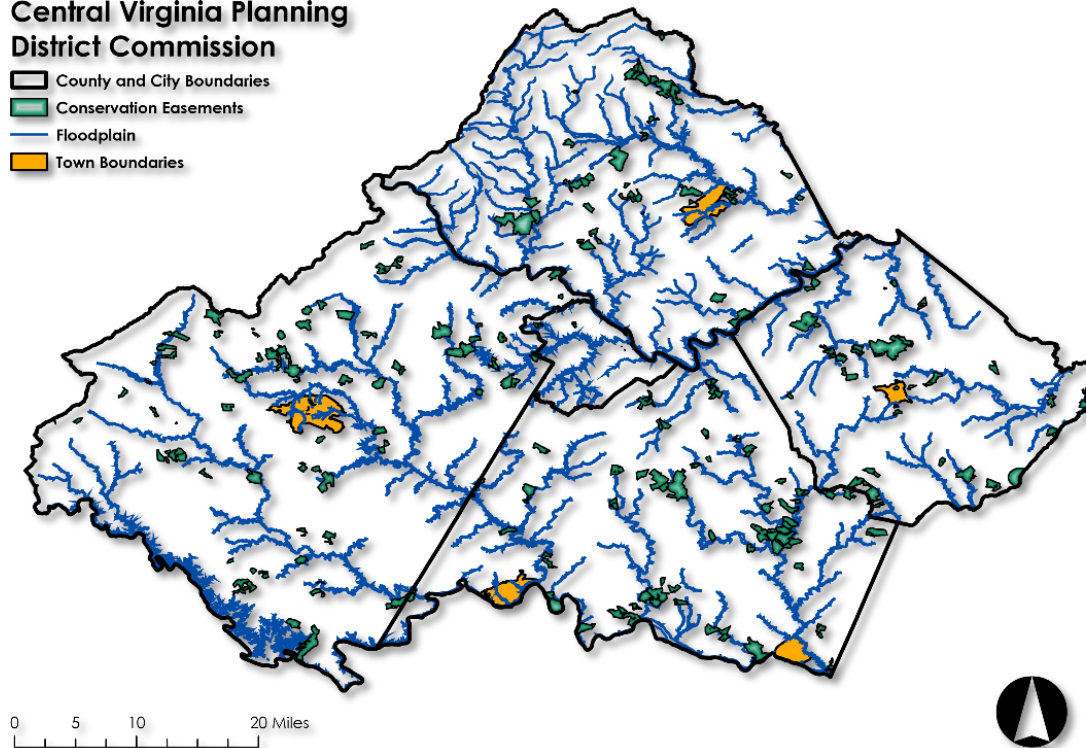 Central Virginia Planning
District Commission
County and City Boundaries
Conservation Easements
Floodplain
Town Boundaries
0 5 10 20 Miles